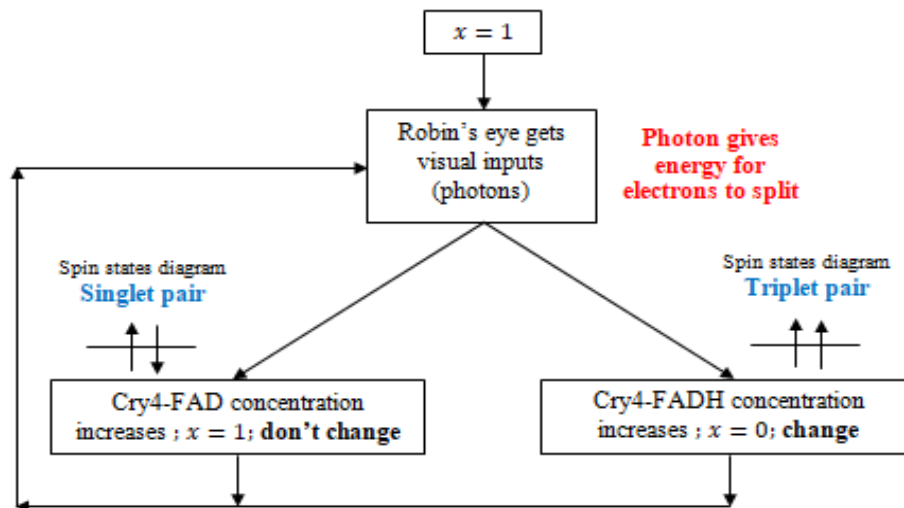 x = 1
Robin's eye gets
visual inputs
(photons)
Photon gives
energy for
electrons to split
Spin states diagram
Singlet pair
Spin states diagram
Triplet pair
Cry4-FAD concentration
increases ; x = 1; don't change
Cry4-FADH concentration
increases ; x = 0; change